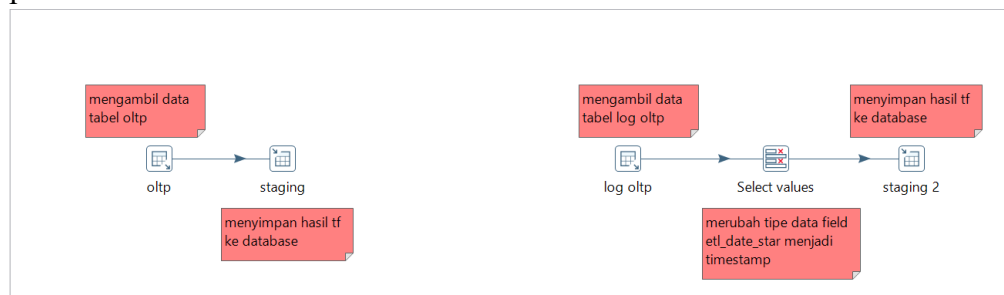 mengambil data
tabel oltp
oltp
staging
menyimpan hasil tf
ke database
mengambil data
tabel log oltp
menyimpan hasil tf
ke database
log oltp
Select values
staging 2
merubah tipe data field
etl_date_star menjadi
timestamp